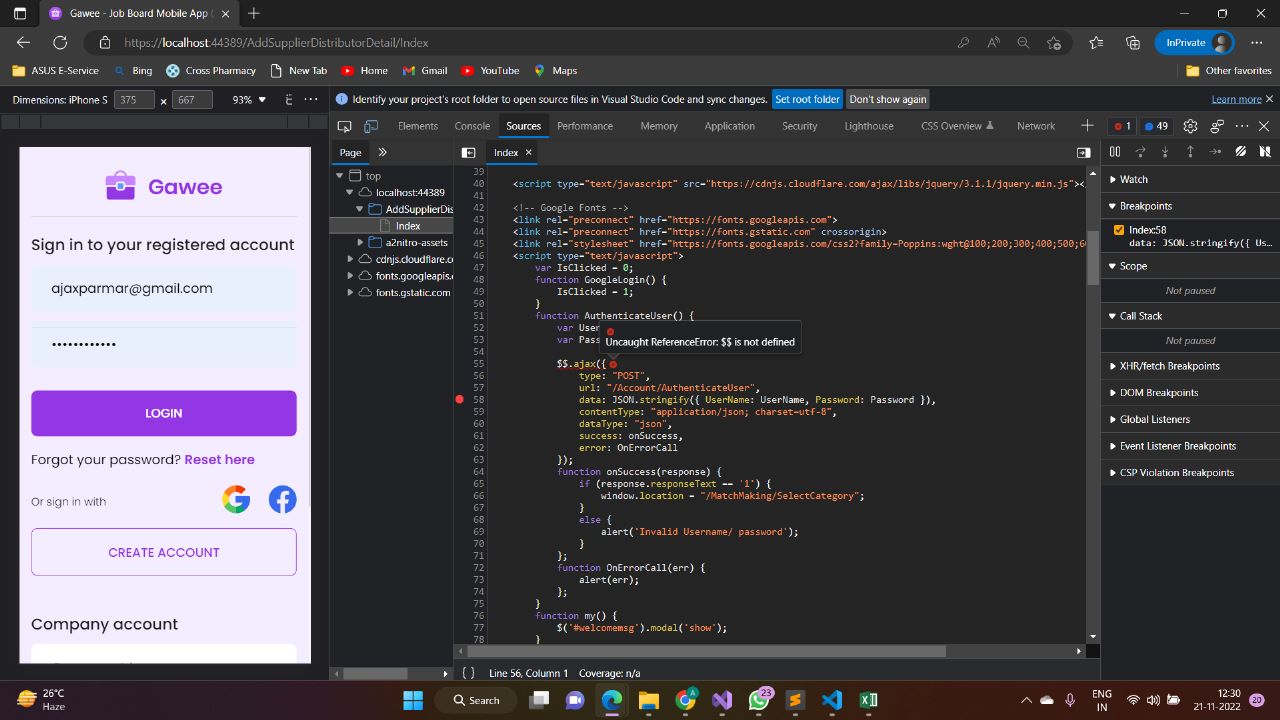 Gawee - Job Board Mobile App (
https://localhost:44389/AddSupplierDistributorDetail/Index
InPrivate
ASUS E-Service
Bing
Cross Pharmacy
New Tab
Home
Gmail
YouTube
Maps
Other favorites
Dimensions: iPhone S
375
x
667
93%
Identify your project's root folder to open source files in Visual Studio Code and sync changes.
Set root folder
Don't show again
Learn more
Elements
Console
Sources
Performance
Memory
Application
Security
Lighthouse
CSS Overview
Network
1
49
Page
Index
top
localhost:44389
AddSupplierDis
Index
a2nitro-assets
cdnjs.cloudflare.c
fonts.googleapis.c
fonts.gstatic.com
Gawee
Sign in to your registered account
ajaxparmar@gmail.com
••••••••••••
LOGIN
Forgot your password? Reset here
Or sign in with
CREATE ACCOUNT
Company account
39
40 <script type="text/javascript" src="https://cdnjs.cloudflare.com/ajax/libs/jquery/3.1.1/jquery.min.js"></
41
42 <!-- Google Fonts -->
43 <link rel="preconnect" href="https://fonts.googleapis.com">
44 <link rel="preconnect" href="https://fonts.gstatic.com" crossorigin>
45 <link rel="stylesheet" href="https://fonts.googleapis.com/css2?family=Poppins:wght@100;200;300;400;500;6
46 <script type="text/javascript">
47 var IsClicked = 0;
48 function GoogleLogin() {
49 IsClicked = 1;
50 }
51 function AuthenticateUser() {
52 var User
53 var Pass
Uncaught ReferenceError: $$ is not defined
54
55 $$.ajax({
56 type: "POST",
57 url: "/Account/AuthenticateUser",
58 data: JSON.stringify({ UserName: UserName, Password: Password }),
59 contentType: "application/json; charset=utf-8",
60 dataType: "json",
61 success: onSuccess,
62 error: OnErrorCall
63 });
64 function onSuccess(response) {
65 if (response.responseText == '1') {
66 window.location = "/MatchMaking/SelectCategory";
67 }
68 else {
69 alert('Invalid Username/ password');
70 }
71 };
72 function OnErrorCall(err) {
73 alert(err);
74 };
75 }
76 function my() {
77 $('#welcomemsg').modal('show');
78 }
{ } Line 56, Column 1 Coverage: n/a
Watch
Breakpoints
Index:58
data: JSON.stringify({ Us…
Scope
Not paused
Call Stack
Not paused
XHR/fetch Breakpoints
DOM Breakpoints
Global Listeners
Event Listener Breakpoints
CSP Violation Breakpoints
26°C
Haze
Search
A
23
ENG
IN
12:30
21-11-2022
20